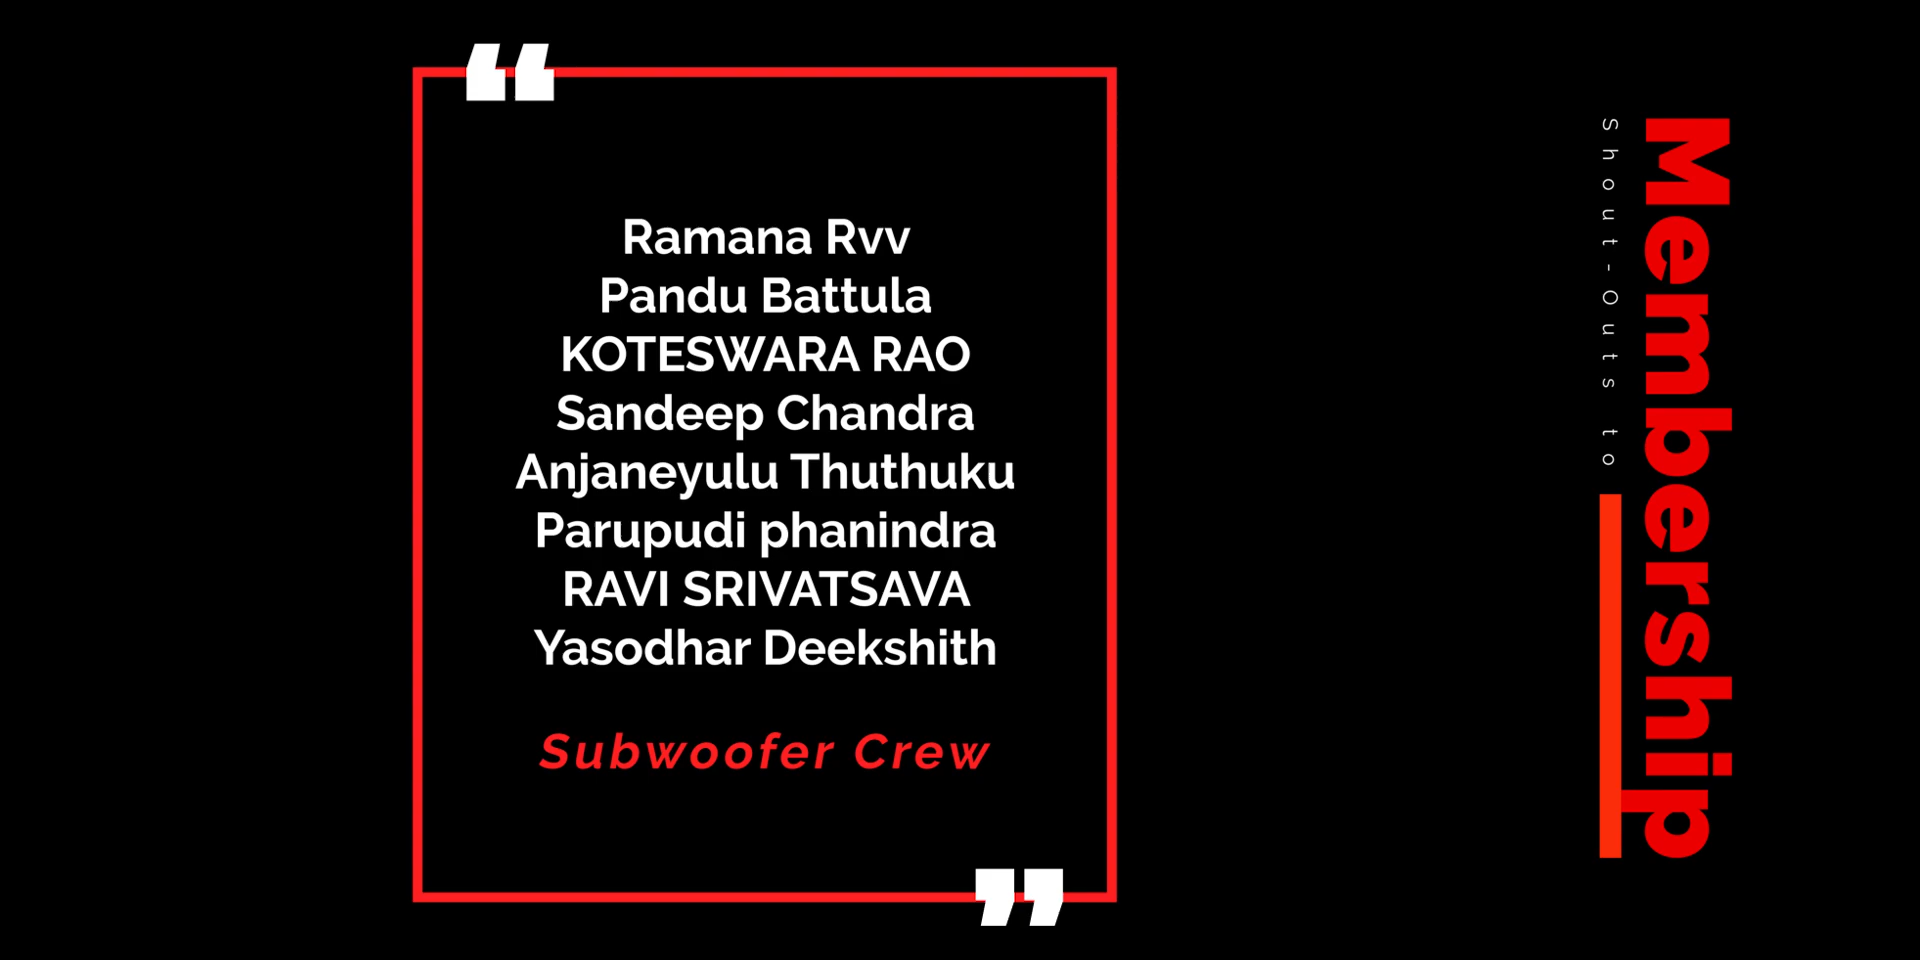 Ramana Rvv
Pandu Battula
KOTESWARA RAO
Sandeep Chandra
Anjaneyulu Thuthuku
Parupudi phanindra
RAVI SRIVATSAVA
Yasodhar Deekshith
Subwoofer Crew
Shout-Outs to
Membership